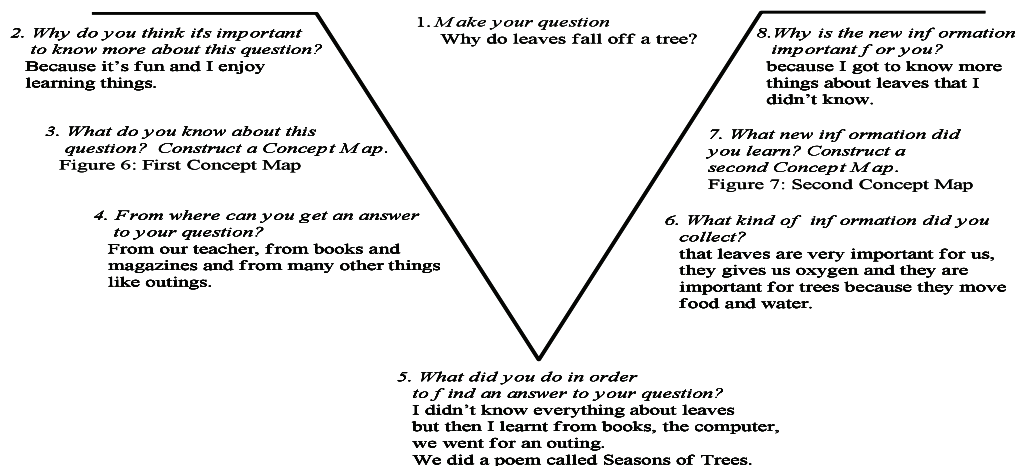 1. Make your question
Why do leaves fall off a tree?
2. Why do you think it's important
to know more about this question?
Because it's fun and I enjoy
learning things.
3. What do you know about this
question? Construct a Concept Map.
Figure 6: First Concept Map
4. From where can you get an answer
to your question?
From our teacher, from books and
magazines and from many other things
like outings.
5. What did you do in order
to find an answer to your question?
I didn't know everything about leaves
but then I learnt from books, the computer,
we went for an outing.
We did a poem called Seasons of Trees.
6. What kind of information did you
collect?
that leaves are very important for us,
they gives us oxygen and they are
important for trees because they move
food and water.
7. What new information did
you learn? Construct a
second Concept Map.
Figure 7: Second Concept Map
8. Why is the new information
important for you?
because I got to know more
things about leaves that I
didn't know.